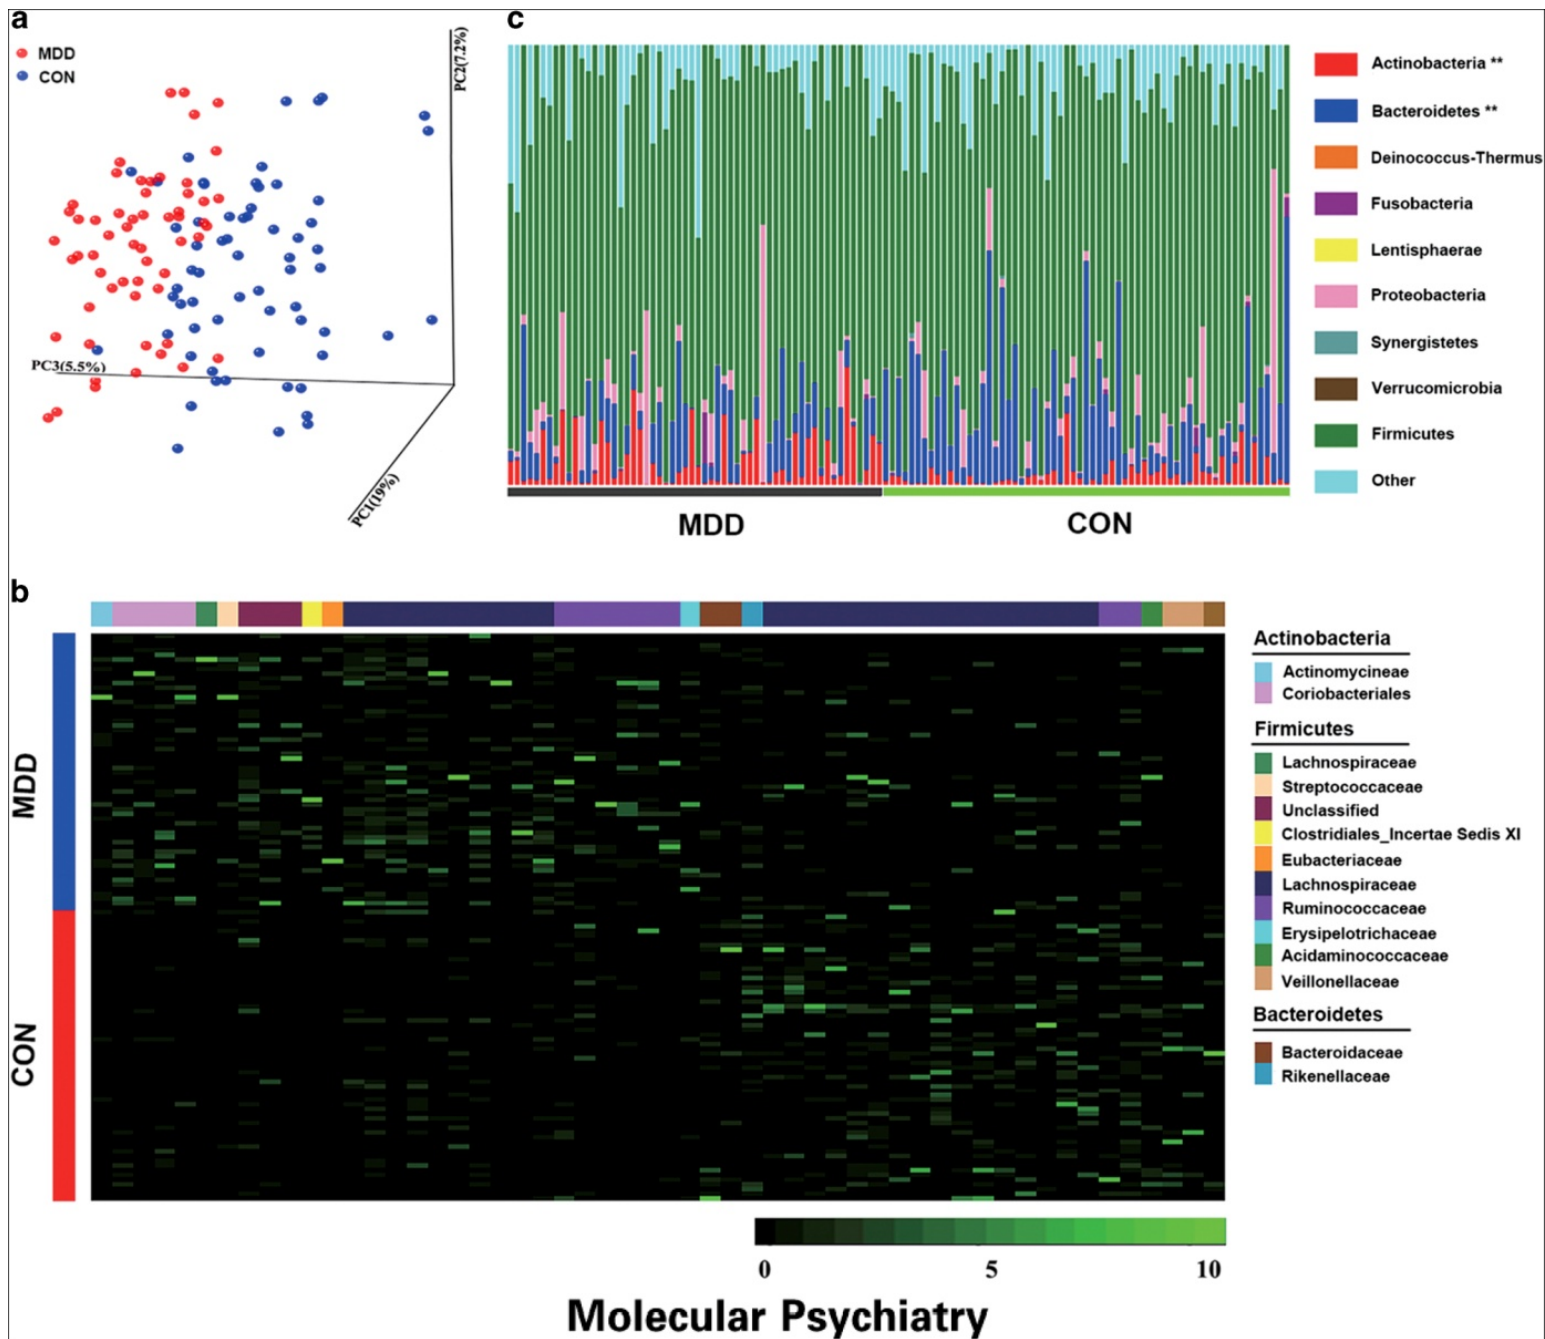 a
MDD
CON
PC2(7.2%)
PC3(5.5%)
PC1(19%)
c
MDD
CON
Actinobacteria **
Bacteroidetes **
Deinococcus-Thermus
Fusobacteria
Lentisphaerae
Proteobacteria
Synergistetes
Verrucomicrobia
Firmicutes
Other
b
MDD
CON
Actinobacteria
Actinomycineae
Coriobacteriales
Firmicutes
Lachnospiraceae
Streptococcaceae
Unclassified
Clostridiales_Incertae Sedis XI
Eubacteriaceae
Lachnospiraceae
Ruminococcaceae
Erysipelotrichaceae
Acidaminococcaceae
Veillonellaceae
Bacteroidetes
Bacteroidaceae
Rikenellaceae
0 5 10
Molecular Psychiatry